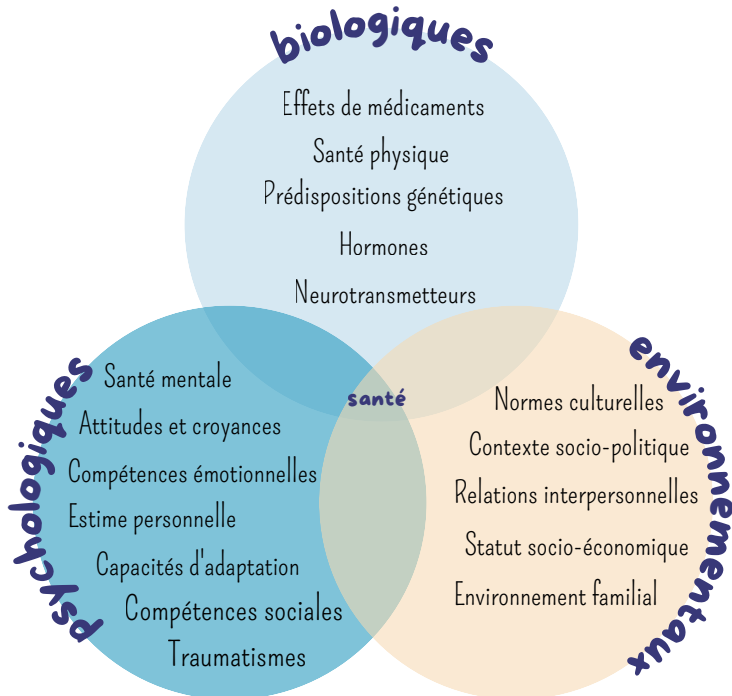 biologiques
Effets de médicaments
Santé physique
Prédispositions génétiques
Hormones
Neurotransmetteurs
psychologiques
Santé mentale
Attitudes et croyances
Compétences émotionnelles
Estime personnelle
Capacités d'adaptation
Compétences sociales
Traumatismes
santé
environnementaux
Normes culturelles
Contexte socio-politique
Relations interpersonnelles
Statut socio-économique
Environnement familial